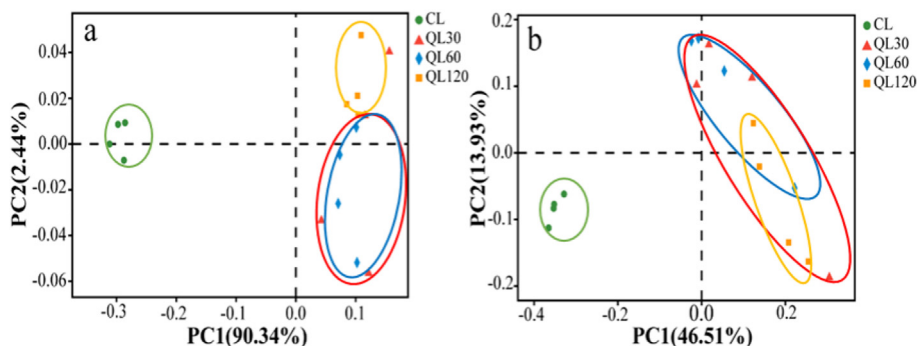 a
CL
QL30
QL60
QL120
0.04
0.02
0.00
-0.02
-0.04
-0.06
PC2(2.44%)
-0.3
-0.2
-0.1
0.0
0.1
PC1(90.34%)
b
CL
QL30
QL60
QL120
0.2
0.1
0.0
-0.1
-0.2
PC2(13.93%)
-0.4
-0.2
0.0
0.2
PC1(46.51%)